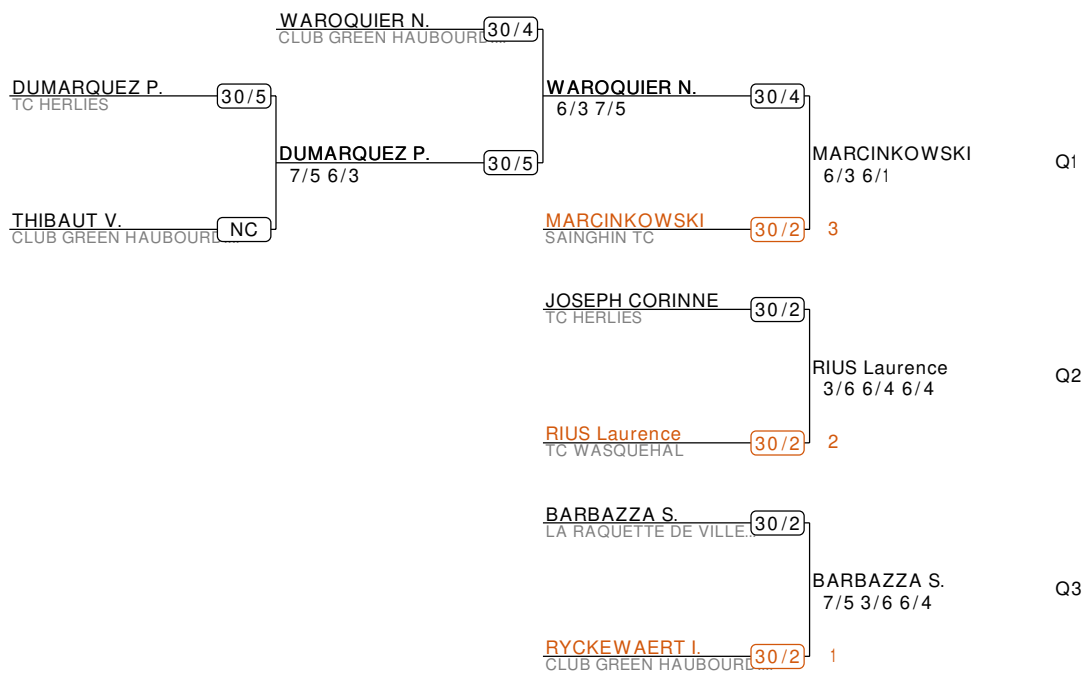 WAROQUIER N.
CLUB GREEN HAUBOURD...
30/4
DUMARQUEZ P.
TC HERLIES
30/5
WAROQUIER N.
6/3 7/5
30/4
DUMARQUEZ P.
7/5 6/3
30/5
MARCINKOWSKI
6/3 6/1
Q1
THIBAUT V.
CLUB GREEN HAUBOURD...
NC
MARCINKOWSKI
SAINGHIN TC
30/2
3
JOSEPH CORINNE
TC HERLIES
30/2
RIUS Laurence
3/6 6/4 6/4
Q2
RIUS Laurence
TC WASQUEHAL
30/2
2
BARBAZZA S.
LA RAQUETTE DE VILLE...
30/2
BARBAZZA S.
7/5 3/6 6/4
Q3
RYCKEWAERT I.
CLUB GREEN HAUBOURD...
30/2
1